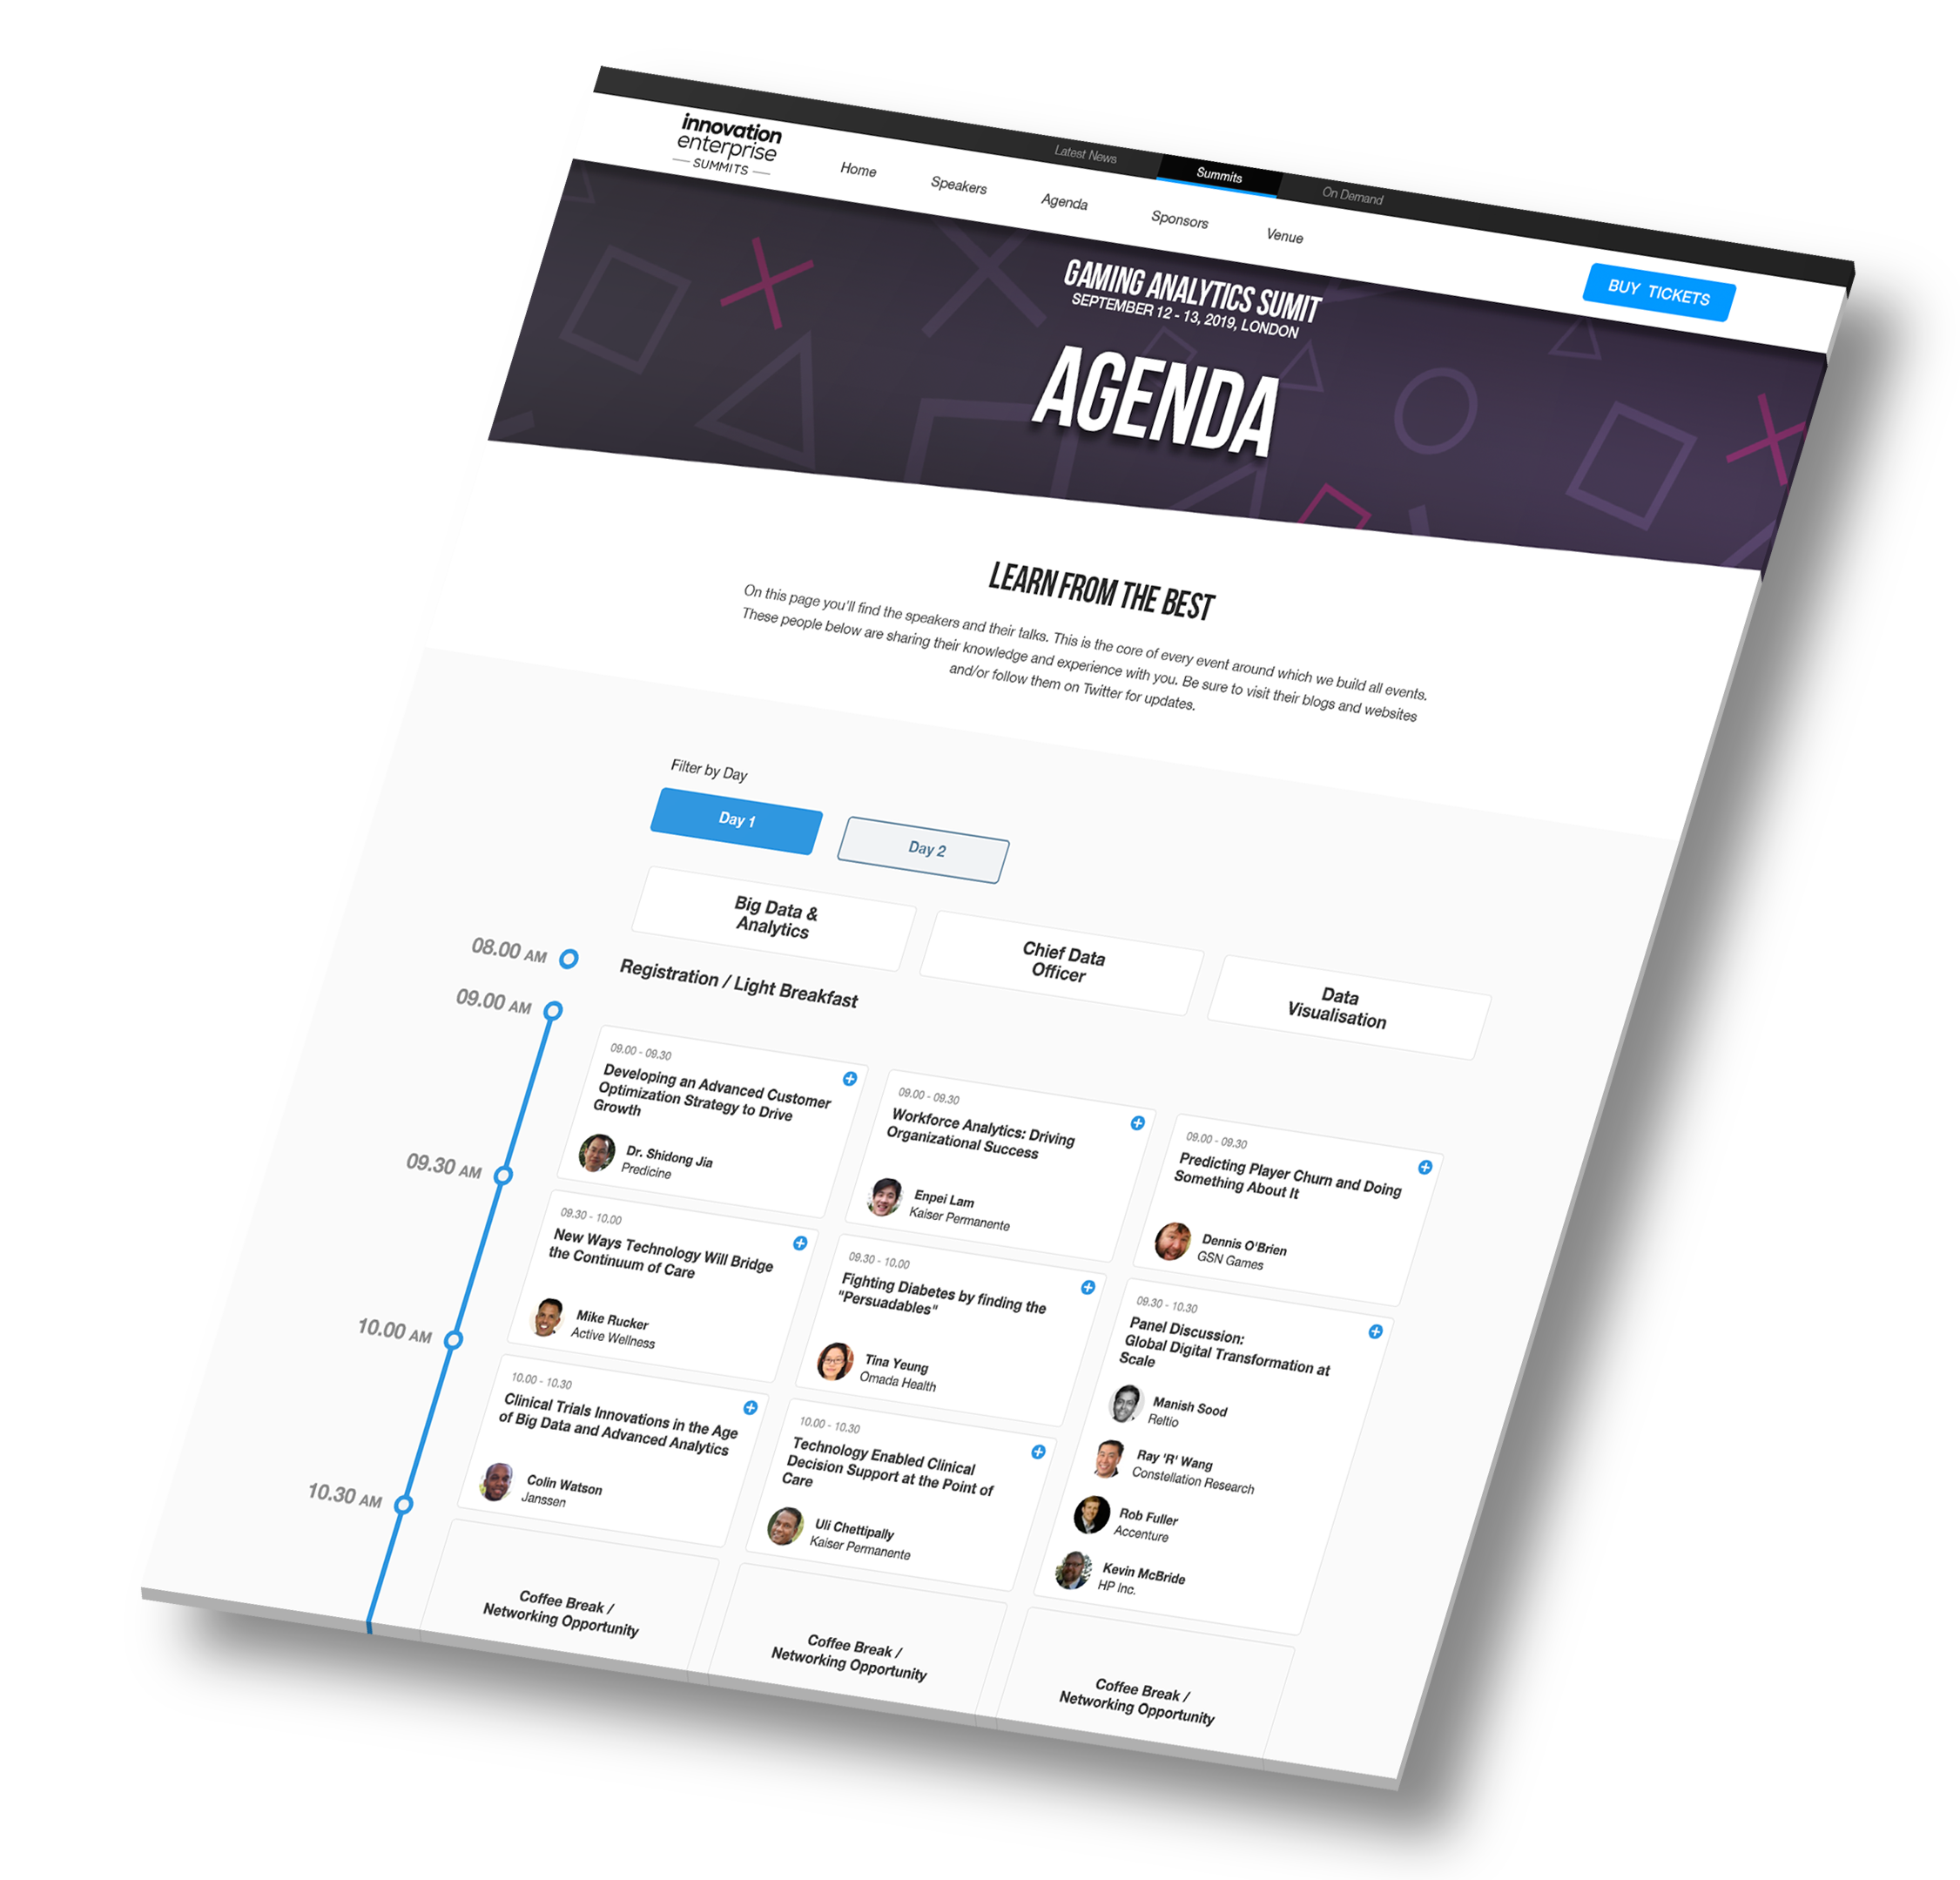 Latest News
Summits
On Demand
innovation
enterprise
SUMMITS
Home
Speakers
Agenda
Sponsors
Venue
BUY TICKETS
GAMING ANALYTICS SUMIT
SEPTEMBER 12 - 13, 2019, LONDON
AGENDA
LEARN FROM THE BEST
On this page you'll find the speakers and their talks. This is the core of every event around which we build all events.
These people below are sharing their knowledge and experience with you. Be sure to visit their blogs and websites
and/or follow them on Twitter for updates.
Filter by Day
Day 1
Day 2
Big Data &
Analytics
Chief Data
Officer
Data
Visualisation
08.00 AM
Registration / Light Breakfast
09.00 AM
09.00 - 09.30
Developing an Advanced Customer
Optimization Strategy to Drive
Growth
Dr. Shidong Jia
Predicine
09.00 - 09.30
Workforce Analytics: Driving
Organizational Success
Enpei Lam
Kaiser Permanente
09.00 - 09.30
Predicting Player Churn and Doing
Something About It
Dennis O'Brien
GSN Games
09.30 AM
09.30 - 10.00
New Ways Technology Will Bridge
the Continuum of Care
Mike Rucker
Active Wellness
09.30 - 10.00
Fighting Diabetes by finding the
"Persuadables"
Tina Yeung
Omada Health
09.30 - 10.30
Panel Discussion:
Global Digital Transformation at
Scale
Manish Sood
Reltio
Ray 'R' Wang
Constellation Research
Rob Fuller
Accenture
Kevin McBride
HP Inc.
10.00 AM
10.00 - 10.30
Clinical Trials Innovations in the Age
of Big Data and Advanced Analytics
Colin Watson
Janssen
10.00 - 10.30
Technology Enabled Clinical
Decision Support at the Point of
Care
Uli Chettipally
Kaiser Permanente
10.30 AM
Coffee Break /
Networking Opportunity
Coffee Break /
Networking Opportunity
Coffee Break /
Networking Opportunity